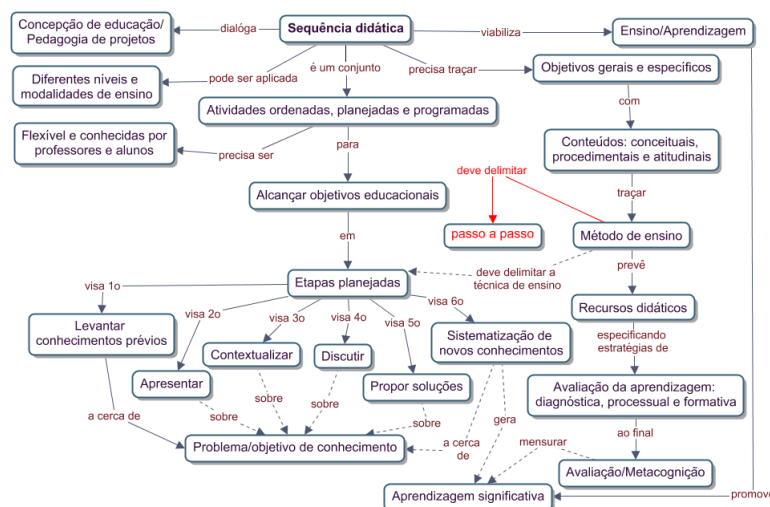 Concepção de educação/
Pedagogia de projetos
dialóga
Sequência didática
viabiliza
Ensino/Aprendizagem
Diferentes níveis e
modalidades de ensino
pode ser aplicada
é um conjunto
precisa traçar
Objetivos gerais e específicos
Atividades ordenadas, planejadas e programadas
com
Flexível e conhecidas por
professores e alunos
precisa ser
para
Conteúdos: conceituais,
procedimentais e atitudinais
deve delimitar
traçar
Alcançar objetivos educacionais
passo a passo
Método de ensino
em
prevê
deve delimitar a
técnica de ensino
Etapas planejadas
visa 1o
visa 2o
visa 3o
visa 4o
visa 5o
visa 6o
Recursos didáticos
Levantar
conhecimentos prévios
Contextualizar
Discutir
Sistematização de
novos conhecimentos
especificando
estratégias de
Apresentar
Propor soluções
Avaliação da aprendizagem:
diagnóstica, processual e formativa
a cerca de
sobre
sobre
sobre
sobre
gera
ao final
Problema/objetivo de conhecimento
a cerca
de
mensurar
Avaliação/Metacognição
Aprendizagem significativa
promove